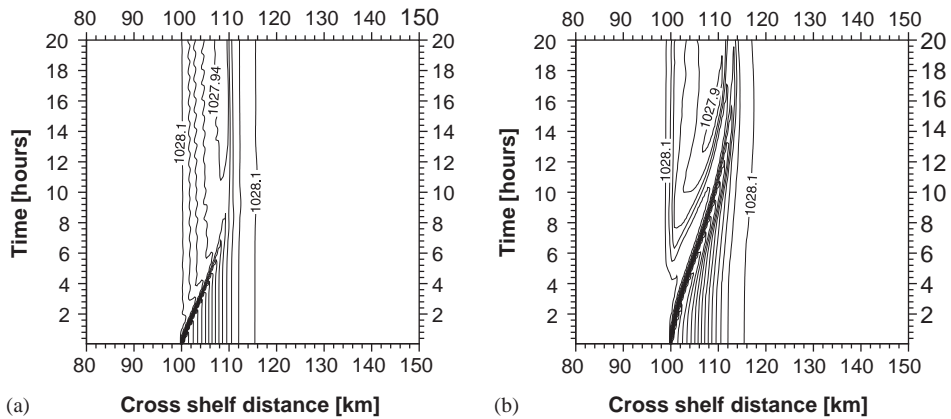 80 90 100 110 120 130 140 150
80 90 100 110 120 130 140 150
20 20 20 20
18 18 18 18
16 16 16 16
14 14 14 14
12 12 12 12
10 10 10 10
8 8 8 8
6 6 6 6
4 4 4 4
2 2 2 2
Time [hours]
1028.1
1027.94
1028.1
Time [hours]
1028.1
1027.9
1028.1
80 90 100 110 120 130 140 150
80 90 100 110 120 130 140 150
(a) Cross shelf distance [km]
(b) Cross shelf distance [km]